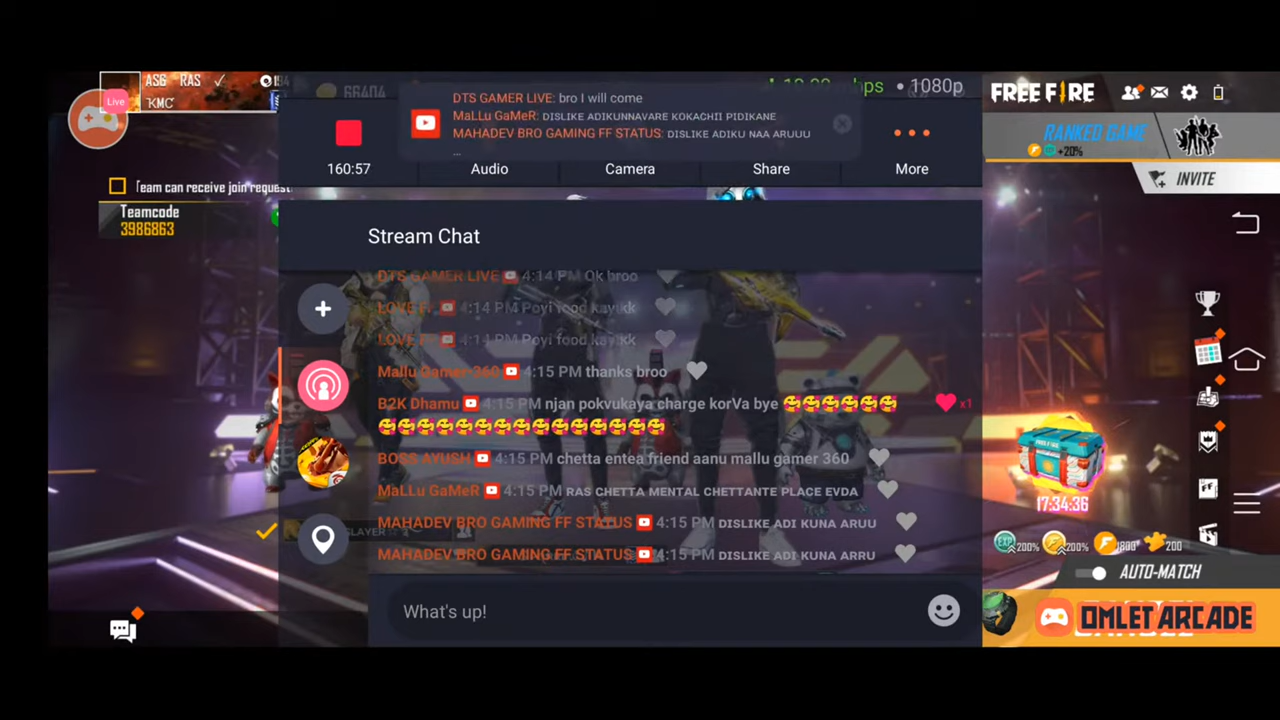 ASG RAS ✓
KMC
Live
66404
1080p
DTS GAMER LIVE: bro I will come
MaLLu GaMeR: DISLIKE ADIKUNNAVARE KOKACHII PIDIKANE
MAHADEV BRO GAMING FF STATUS: DISLIKE ADIKU NAA ARUUU
...
160:57
Audio
Camera
Share
More
FREE FIRE
RANKED GAME
+20%
INVITE
Team can receive join request
Teamcode
3986863
Stream Chat
DTS GAMER LIVE 4:14 PM Ok broo
LOVE F 4:14 PM Poyi food kayikk
LOVE F 4:14 PM Poyi food kayikk
Mallu Gamer-360 4:15 PM thanks broo
B2K Dhamu 4:15 PM njan pokvukaya charge korVa bye 🥰🥰🥰🥰🥰🥰 x1
🥰🥰🥰🥰🥰🥰🥰🥰🥰🥰🥰🥰🥰🥰🥰
BOSS AYUSH 4:15 PM chetta entea friend aanu mallu gamer 360
MaLLu GaMeR 4:15 PM RAS CHETTA MENTAL CHETTANTE PLACE EVDA
MAHADEV BRO GAMING FF STATUS 4:15 PM DISLIKE ADI KUNA ARUU
MAHADEV BRO GAMING FF STATUS 4:15 PM DISLIKE ADI KUNA ARRU
What's up!
FREE FIRE
17:34:36
EXP 200% 200% 1800* 200
AUTO-MATCH
OMLET ARCADE